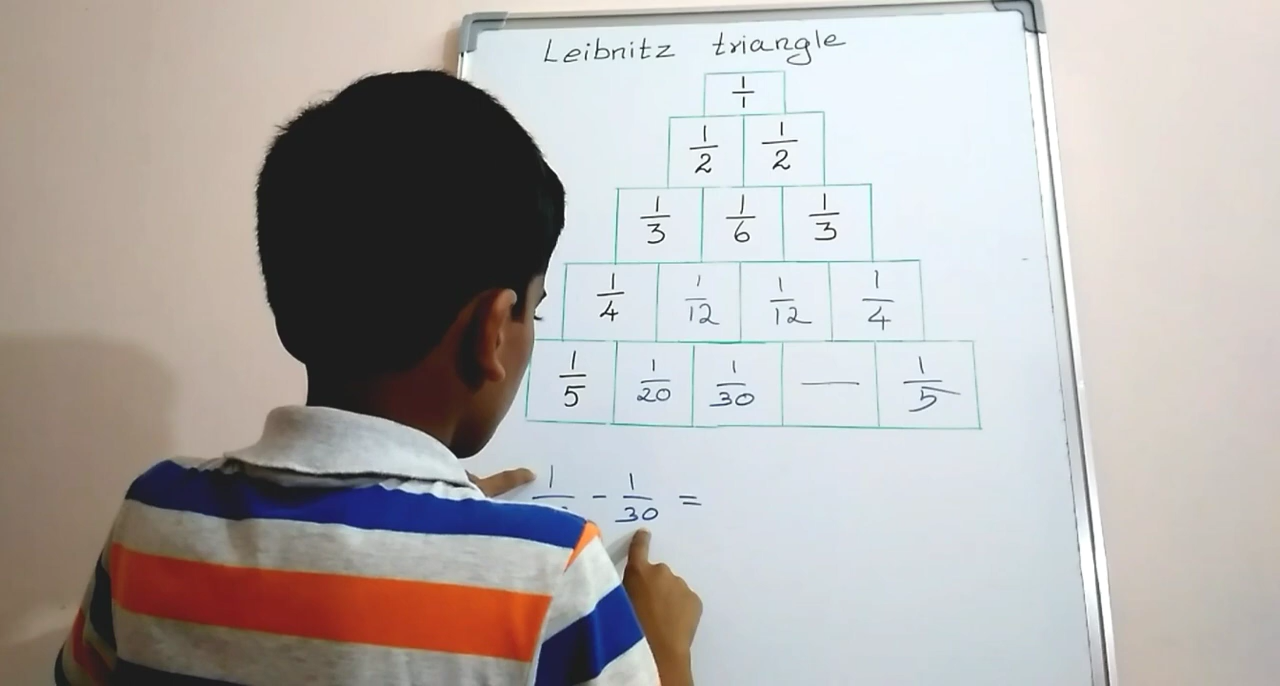 Leibnitz triangle
1/1
1/2 1/2
1/3 1/6 1/3
1/4 1/12 1/12 1/4
1/5 1/20 1/30 — 1/5
- 1/30 =